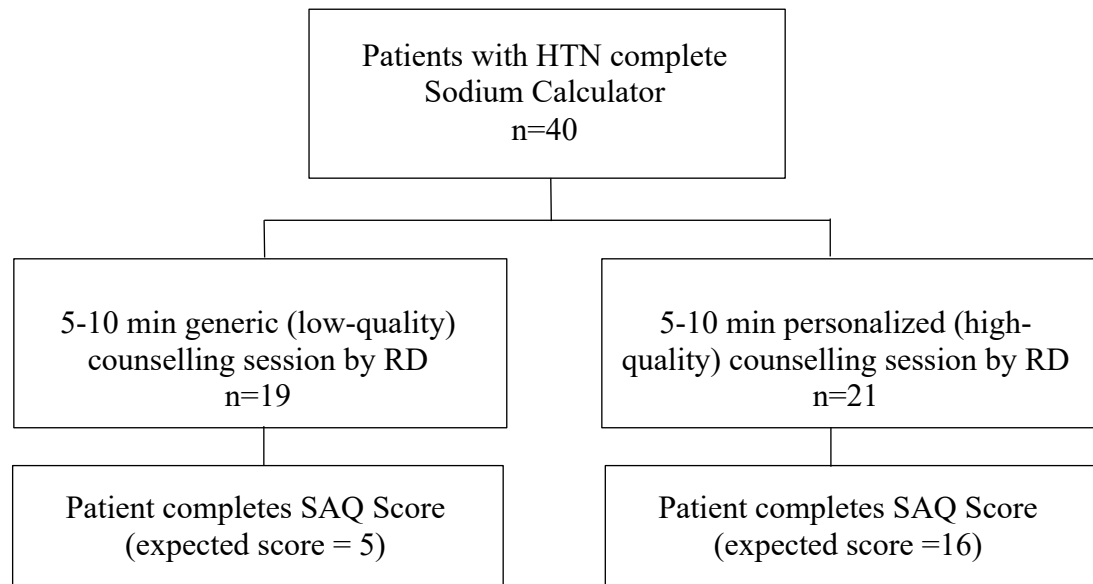 Patients with HTN complete
Sodium Calculator
n=40
5-10 min generic (low-quality)
counselling session by RD
n=19
5-10 min personalized (high-
quality) counselling session by RD
n=21
Patient completes SAQ Score
(expected score = 5)
Patient completes SAQ Score
(expected score =16)